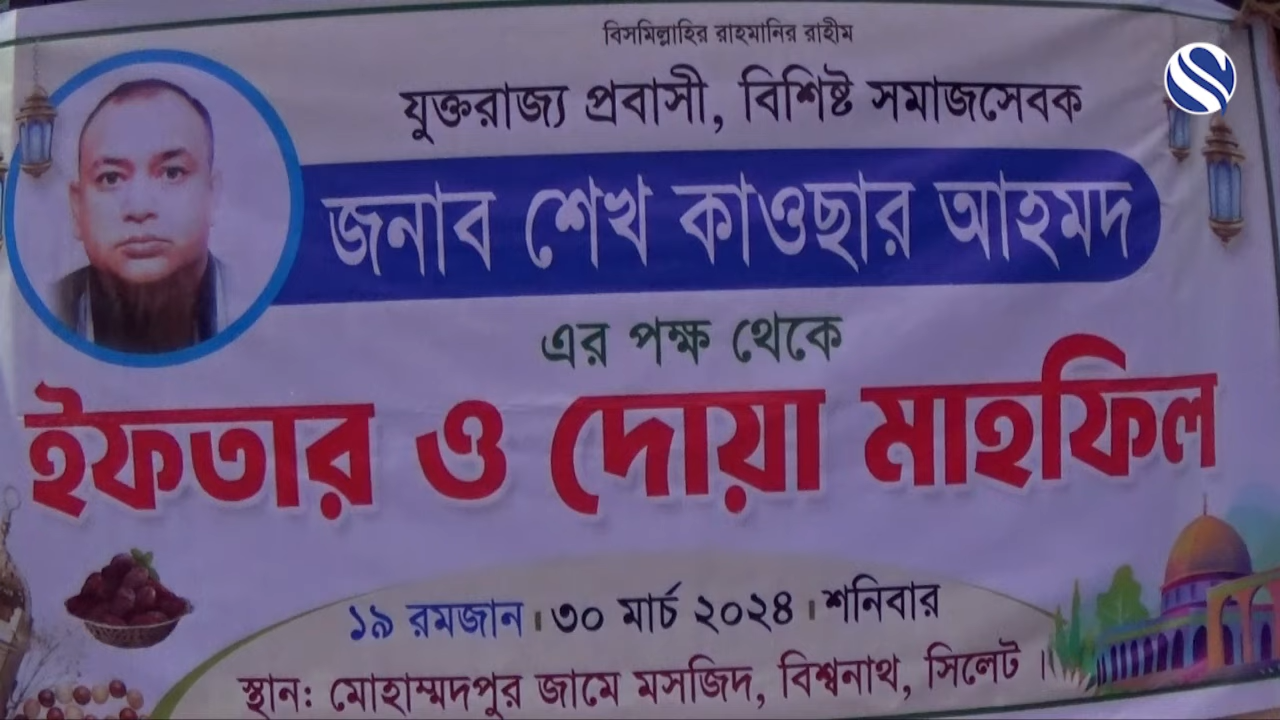 বিসমিল্লাহির রাহমানির রাহীম
যুক্তরাজ্য প্রবাসী, বিশিষ্ট সমাজসেবক
জনাব শেখ কাওছার আহমদ
এর পক্ষ থেকে
ইফতার ও দোয়া মাহফিল
১৯ রমজান । ৩০ মার্চ ২০২৪ । শনিবার
স্থান: মোহাম্মদপুর জামে মসজিদ, বিশ্বনাথ, সিলেট ।